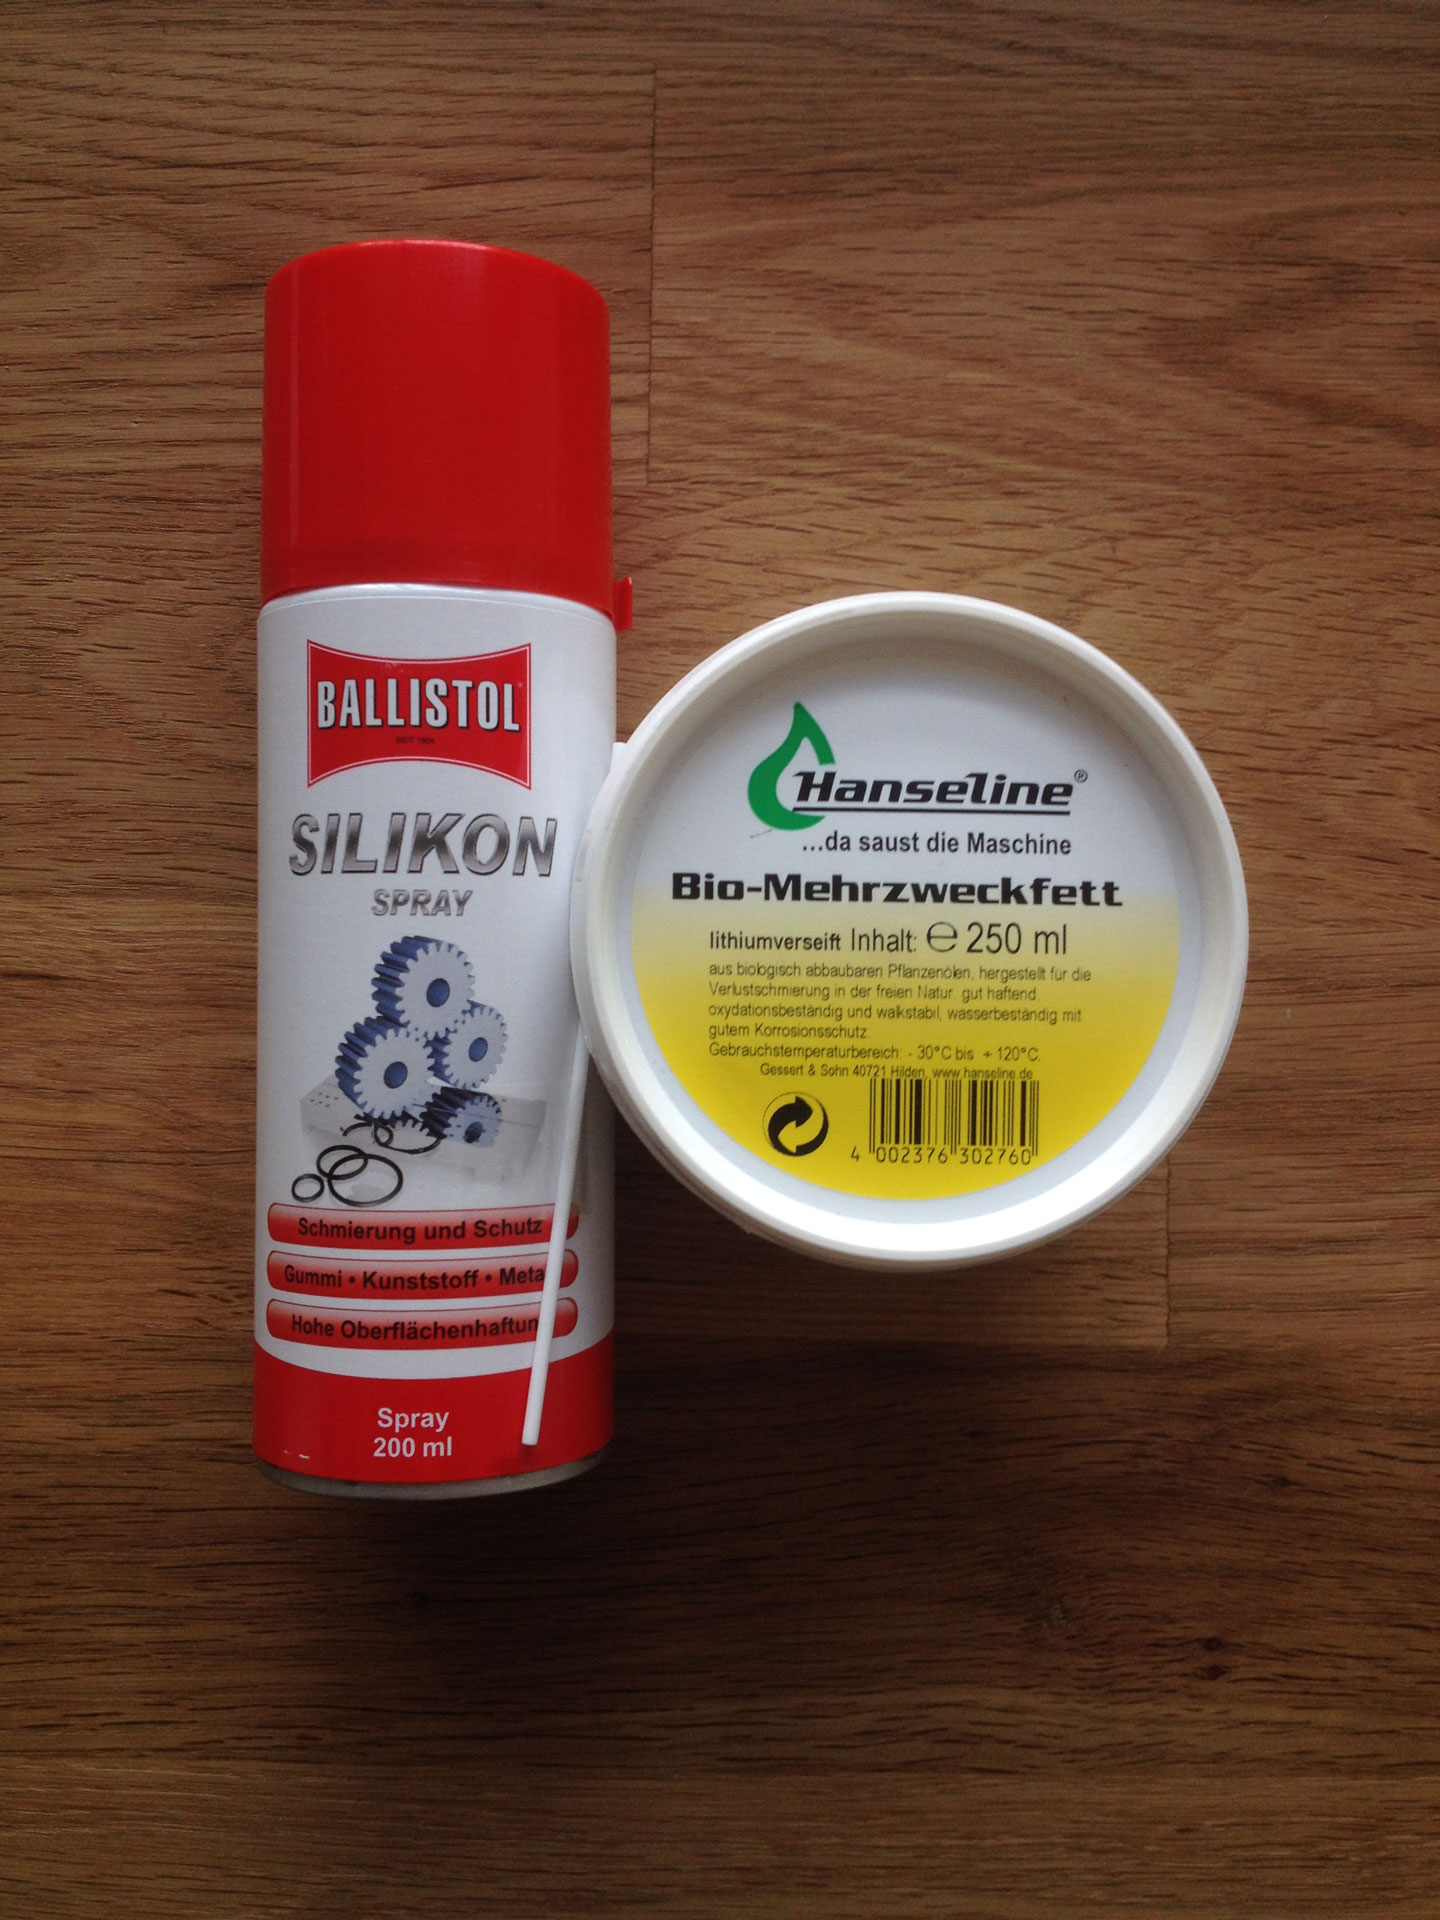 BALLISTOL
SEIT 1904
SILIKON
SPRAY
Schmierung und Schutz
Gummi • Kunststoff • Meta
Hohe Oberflächenhaftun
Spray
200 ml
Hanseline®
...da saust die Maschine
Bio-Mehrzweckfett
lithiumverseift Inhalt: ℮ 250 ml
aus biologisch abbaubaren Pflanzenölen, hergestellt für die
Verlustschmierung in der freien Natur, gut haftend,
oxydationsbeständig und walkstabil, wasserbeständig mit
gutem Korrosionsschutz.
Gebrauchstemperaturbereich: - 30°C bis + 120°C.
Gessert & Sohn 40721 Hilden, www.hanseline.de
4 002376 302760